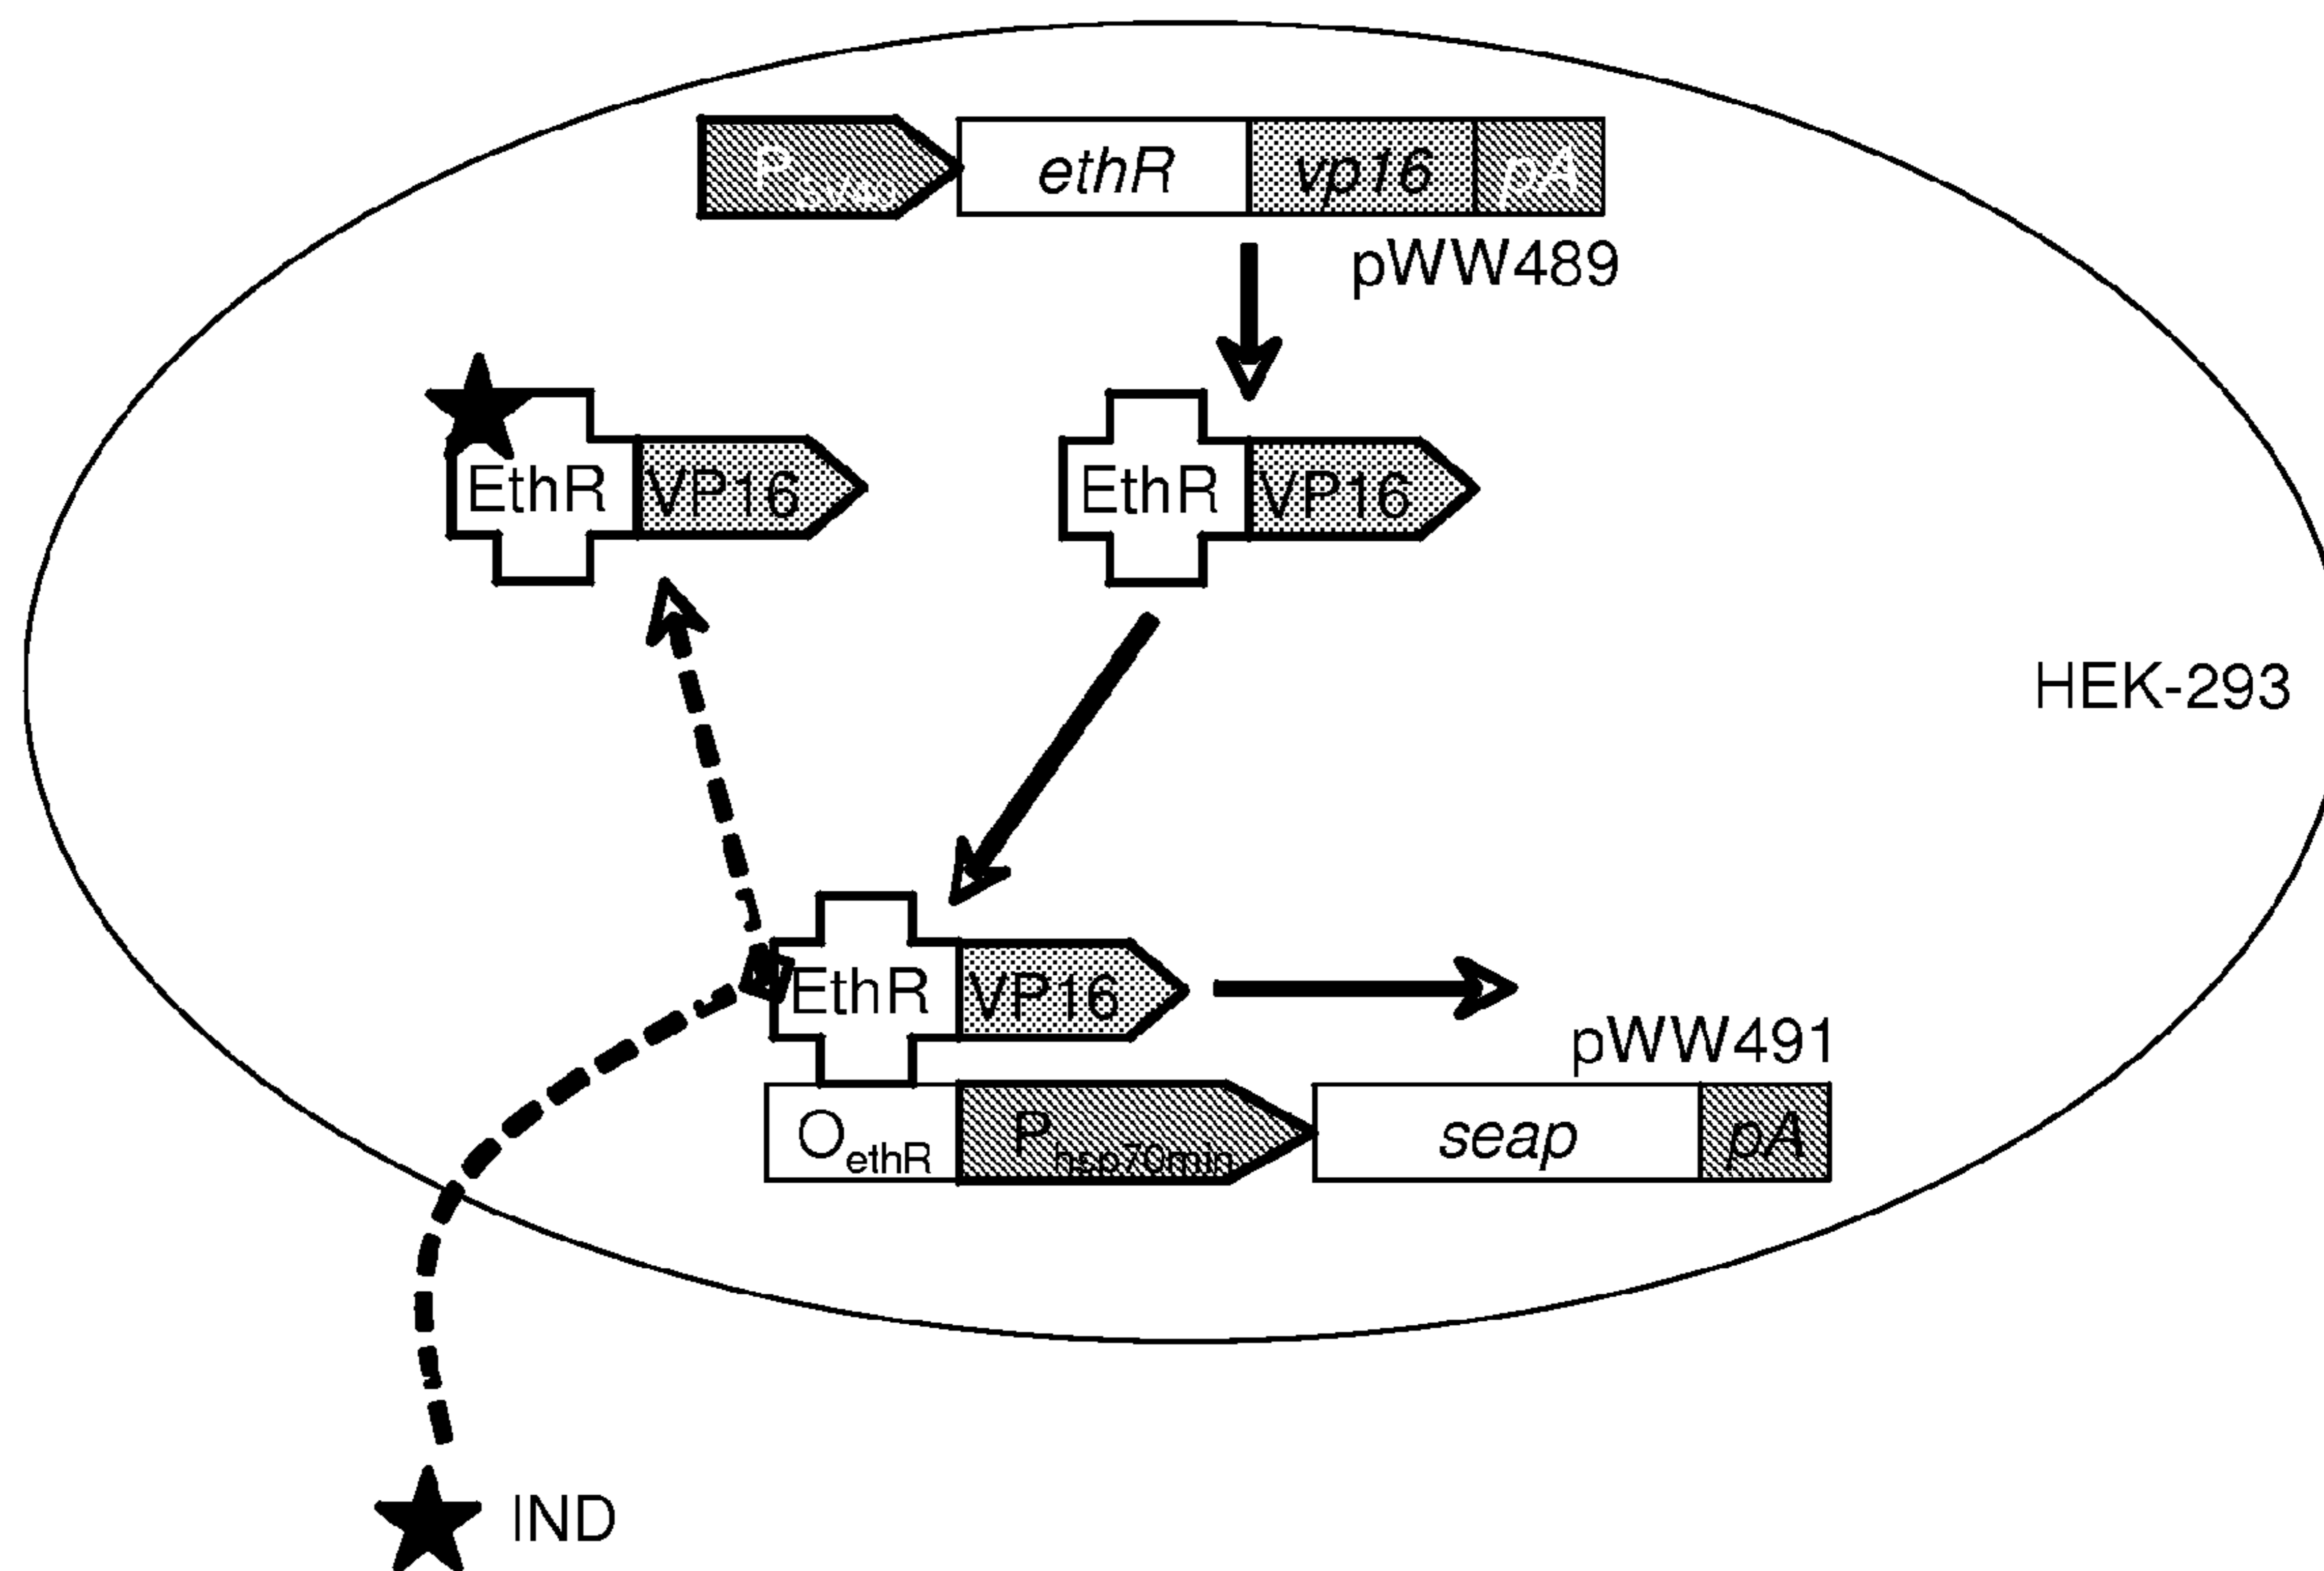 P SV40 ethR vp16 pA
pWW489
EthR VP16
EthR VP16
HEK-293
EthR VP16
pWW491
O ethR P hsp70min seap pA
IND